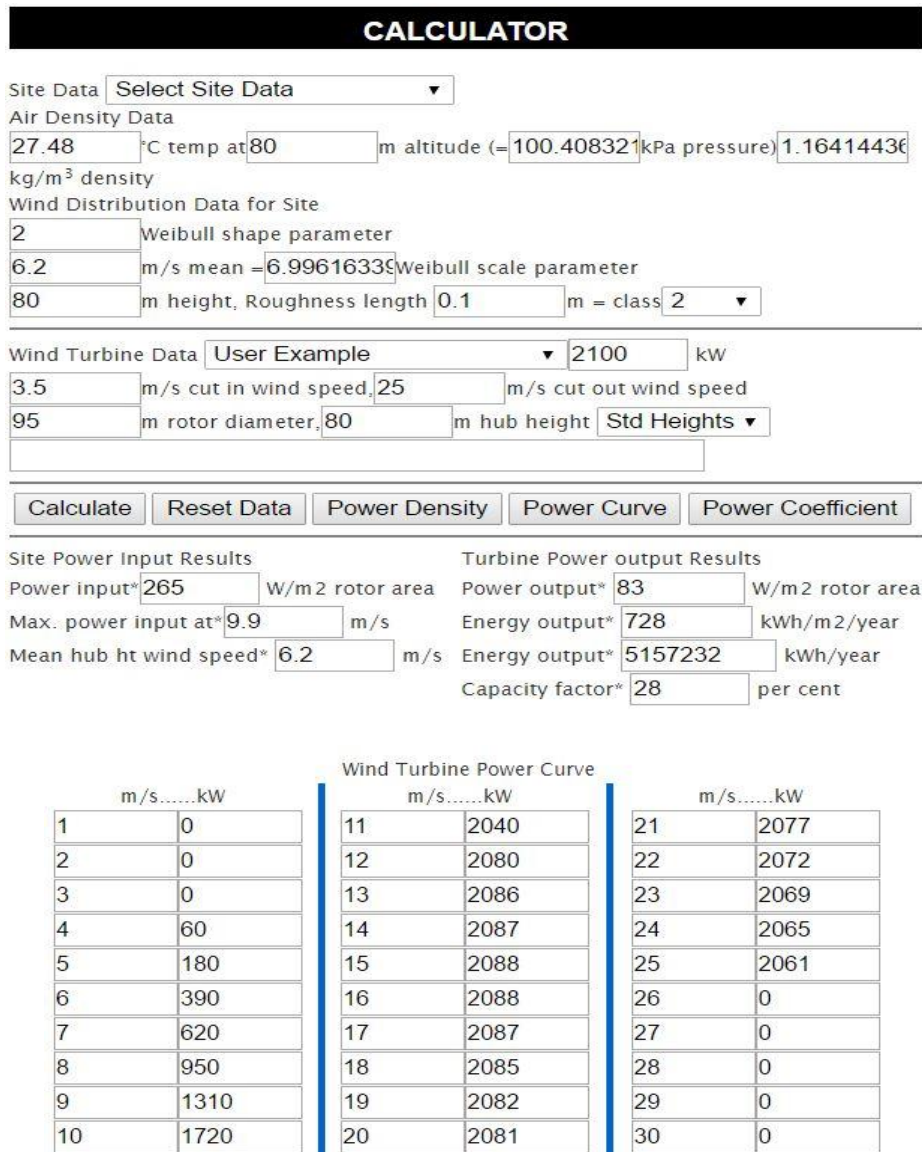 CALCULATOR
Site Data Select Site Data
Air Density Data
27.48 °C temp at 80 m altitude (= 100.408321 kPa pressure) 1.16414436
kg/m³ density
Wind Distribution Data for Site
2 Weibull shape parameter
6.2 m/s mean = 6.99616339 Weibull scale parameter
80 m height, Roughness length 0.1 m = class 2
Wind Turbine Data User Example 2100 kW
3.5 m/s cut in wind speed, 25 m/s cut out wind speed
95 m rotor diameter, 80 m hub height Std Heights
Calculate Reset Data Power Density Power Curve Power Coefficient
Site Power Input Results Turbine Power output Results
Power input* 265 W/m2 rotor area Power output* 83 W/m2 rotor area
Max. power input at* 9.9 m/s Energy output* 728 kWh/m2/year
Mean hub ht wind speed* 6.2 m/s Energy output* 5157232 kWh/year
Capacity factor* 28 per cent
Wind Turbine Power Curve
m/s......kW m/s......kW m/s......kW
1 0 11 2040 21 2077
2 0 12 2080 22 2072
3 0 13 2086 23 2069
4 60 14 2087 24 2065
5 180 15 2088 25 2061
6 390 16 2088 26 0
7 620 17 2087 27 0
8 950 18 2085 28 0
9 1310 19 2082 29 0
10 1720 20 2081 30 0